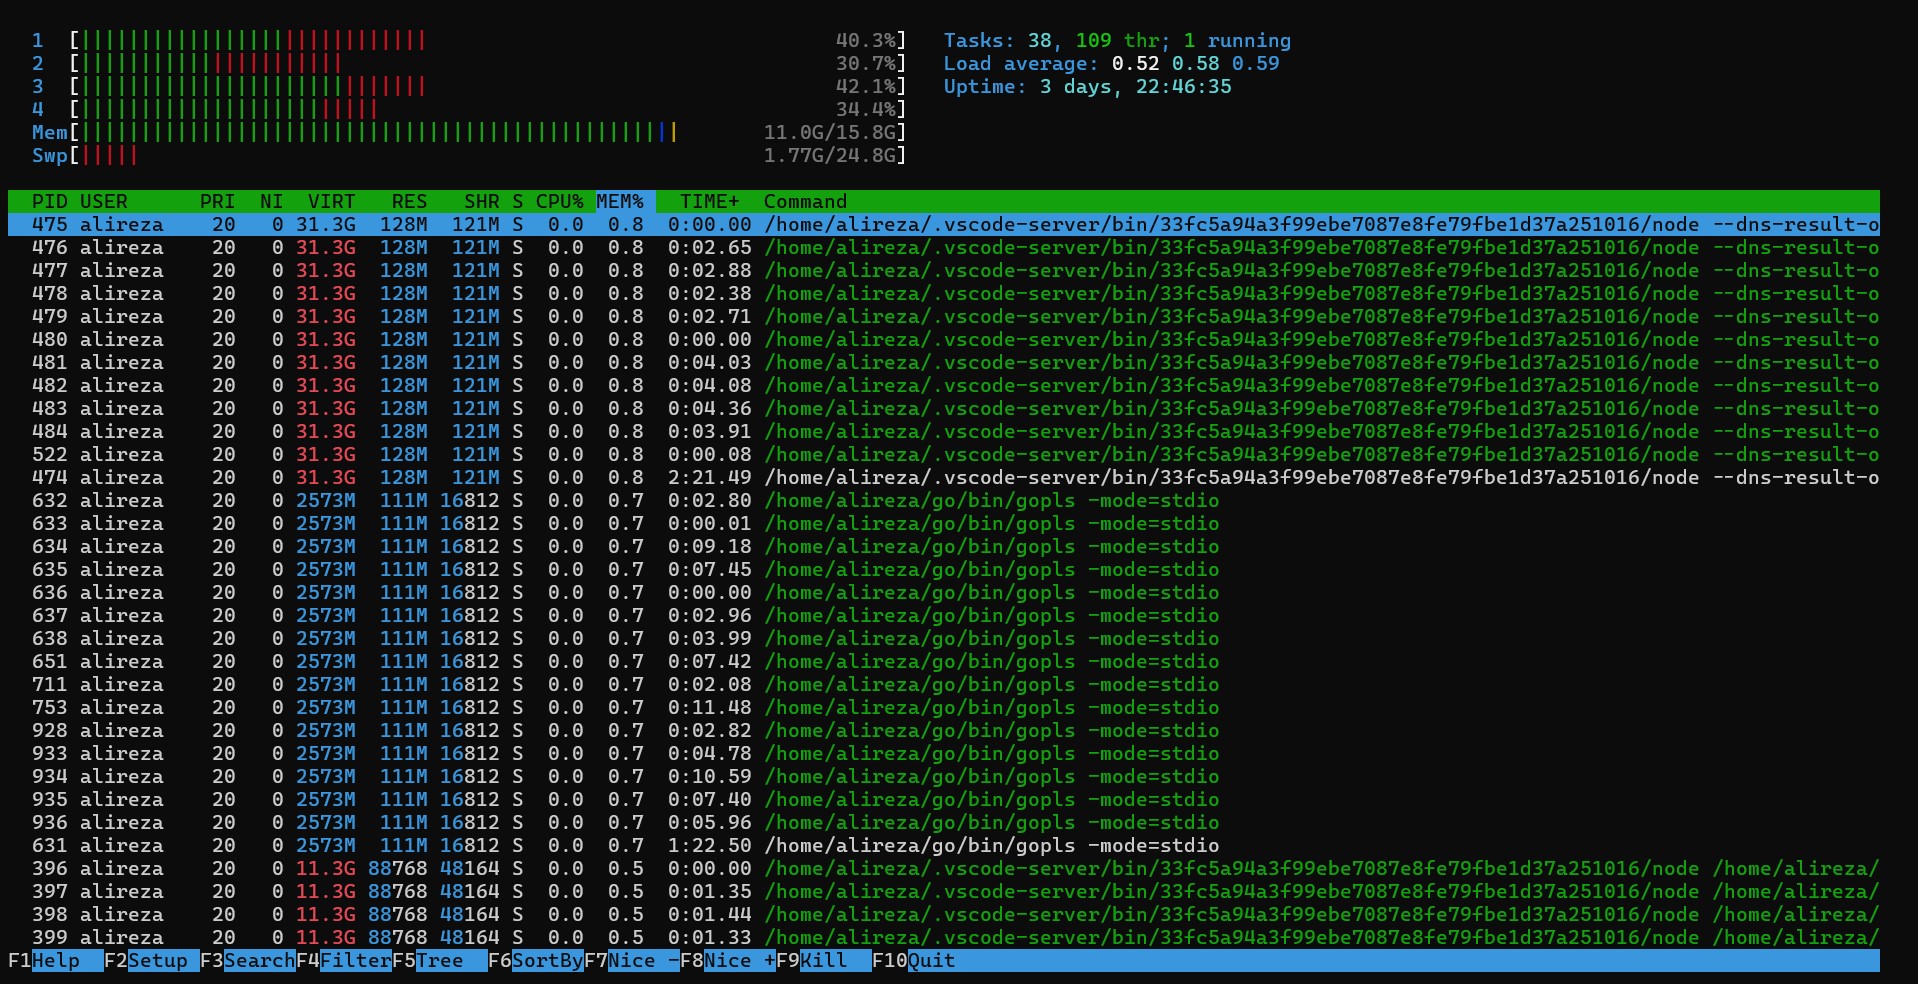 1 [ 40.3%] Tasks: 38, 109 thr; 1 running
2 [ 30.7%] Load average: 0.52 0.58 0.59
3 [ 42.1%] Uptime: 3 days, 22:46:35
4 [ 34.4%]
Mem[ 11.0G/15.8G]
Swp[ 1.77G/24.8G]
PID USER PRI NI VIRT RES SHR S CPU% MEM% TIME+ Command
475 alireza 20 0 31.3G 128M 121M S 0.0 0.8 0:00.00 /home/alireza/.vscode-server/bin/33fc5a94a3f99ebe7087e8fe79fbe1d37a251016/node --dns-result-o
476 alireza 20 0 31.3G 128M 121M S 0.0 0.8 0:02.65 /home/alireza/.vscode-server/bin/33fc5a94a3f99ebe7087e8fe79fbe1d37a251016/node --dns-result-o
477 alireza 20 0 31.3G 128M 121M S 0.0 0.8 0:02.88 /home/alireza/.vscode-server/bin/33fc5a94a3f99ebe7087e8fe79fbe1d37a251016/node --dns-result-o
478 alireza 20 0 31.3G 128M 121M S 0.0 0.8 0:02.38 /home/alireza/.vscode-server/bin/33fc5a94a3f99ebe7087e8fe79fbe1d37a251016/node --dns-result-o
479 alireza 20 0 31.3G 128M 121M S 0.0 0.8 0:02.71 /home/alireza/.vscode-server/bin/33fc5a94a3f99ebe7087e8fe79fbe1d37a251016/node --dns-result-o
480 alireza 20 0 31.3G 128M 121M S 0.0 0.8 0:00.00 /home/alireza/.vscode-server/bin/33fc5a94a3f99ebe7087e8fe79fbe1d37a251016/node --dns-result-o
481 alireza 20 0 31.3G 128M 121M S 0.0 0.8 0:04.03 /home/alireza/.vscode-server/bin/33fc5a94a3f99ebe7087e8fe79fbe1d37a251016/node --dns-result-o
482 alireza 20 0 31.3G 128M 121M S 0.0 0.8 0:04.08 /home/alireza/.vscode-server/bin/33fc5a94a3f99ebe7087e8fe79fbe1d37a251016/node --dns-result-o
483 alireza 20 0 31.3G 128M 121M S 0.0 0.8 0:04.36 /home/alireza/.vscode-server/bin/33fc5a94a3f99ebe7087e8fe79fbe1d37a251016/node --dns-result-o
484 alireza 20 0 31.3G 128M 121M S 0.0 0.8 0:03.91 /home/alireza/.vscode-server/bin/33fc5a94a3f99ebe7087e8fe79fbe1d37a251016/node --dns-result-o
522 alireza 20 0 31.3G 128M 121M S 0.0 0.8 0:00.08 /home/alireza/.vscode-server/bin/33fc5a94a3f99ebe7087e8fe79fbe1d37a251016/node --dns-result-o
474 alireza 20 0 31.3G 128M 121M S 0.0 0.8 2:21.49 /home/alireza/.vscode-server/bin/33fc5a94a3f99ebe7087e8fe79fbe1d37a251016/node --dns-result-o
632 alireza 20 0 2573M 111M 16812 S 0.0 0.7 0:02.80 /home/alireza/go/bin/gopls -mode=stdio
633 alireza 20 0 2573M 111M 16812 S 0.0 0.7 0:00.01 /home/alireza/go/bin/gopls -mode=stdio
634 alireza 20 0 2573M 111M 16812 S 0.0 0.7 0:09.18 /home/alireza/go/bin/gopls -mode=stdio
635 alireza 20 0 2573M 111M 16812 S 0.0 0.7 0:07.45 /home/alireza/go/bin/gopls -mode=stdio
636 alireza 20 0 2573M 111M 16812 S 0.0 0.7 0:00.00 /home/alireza/go/bin/gopls -mode=stdio
637 alireza 20 0 2573M 111M 16812 S 0.0 0.7 0:02.96 /home/alireza/go/bin/gopls -mode=stdio
638 alireza 20 0 2573M 111M 16812 S 0.0 0.7 0:03.99 /home/alireza/go/bin/gopls -mode=stdio
651 alireza 20 0 2573M 111M 16812 S 0.0 0.7 0:07.42 /home/alireza/go/bin/gopls -mode=stdio
711 alireza 20 0 2573M 111M 16812 S 0.0 0.7 0:02.08 /home/alireza/go/bin/gopls -mode=stdio
753 alireza 20 0 2573M 111M 16812 S 0.0 0.7 0:11.48 /home/alireza/go/bin/gopls -mode=stdio
928 alireza 20 0 2573M 111M 16812 S 0.0 0.7 0:02.82 /home/alireza/go/bin/gopls -mode=stdio
933 alireza 20 0 2573M 111M 16812 S 0.0 0.7 0:04.78 /home/alireza/go/bin/gopls -mode=stdio
934 alireza 20 0 2573M 111M 16812 S 0.0 0.7 0:10.59 /home/alireza/go/bin/gopls -mode=stdio
935 alireza 20 0 2573M 111M 16812 S 0.0 0.7 0:07.40 /home/alireza/go/bin/gopls -mode=stdio
936 alireza 20 0 2573M 111M 16812 S 0.0 0.7 0:05.96 /home/alireza/go/bin/gopls -mode=stdio
631 alireza 20 0 2573M 111M 16812 S 0.0 0.7 1:22.50 /home/alireza/go/bin/gopls -mode=stdio
396 alireza 20 0 11.3G 88768 48164 S 0.0 0.5 0:00.00 /home/alireza/.vscode-server/bin/33fc5a94a3f99ebe7087e8fe79fbe1d37a251016/node /home/alireza/
397 alireza 20 0 11.3G 88768 48164 S 0.0 0.5 0:01.35 /home/alireza/.vscode-server/bin/33fc5a94a3f99ebe7087e8fe79fbe1d37a251016/node /home/alireza/
398 alireza 20 0 11.3G 88768 48164 S 0.0 0.5 0:01.44 /home/alireza/.vscode-server/bin/33fc5a94a3f99ebe7087e8fe79fbe1d37a251016/node /home/alireza/
399 alireza 20 0 11.3G 88768 48164 S 0.0 0.5 0:01.33 /home/alireza/.vscode-server/bin/33fc5a94a3f99ebe7087e8fe79fbe1d37a251016/node /home/alireza/
F1Help F2Setup F3SearchF4FilterF5Tree F6SortByF7Nice -F8Nice +F9Kill F10Quit